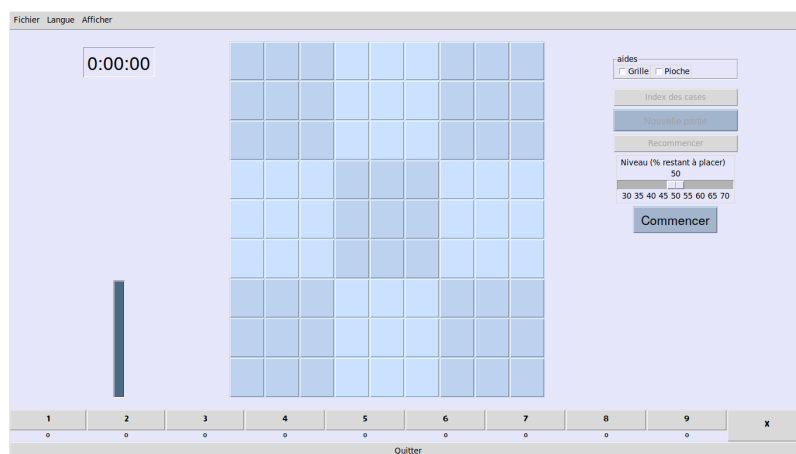 Fichier Langue Afficher
0:00:00
aides
Grille Pioche
Index des cases
Nouvelle partie
Recommencer
Niveau (% restant à placer)
50
30 35 40 45 50 55 60 65 70
Commencer
1 2 3 4 5 6 7 8 9 X
0 0 0 0 0 0 0 0 0
Quitter